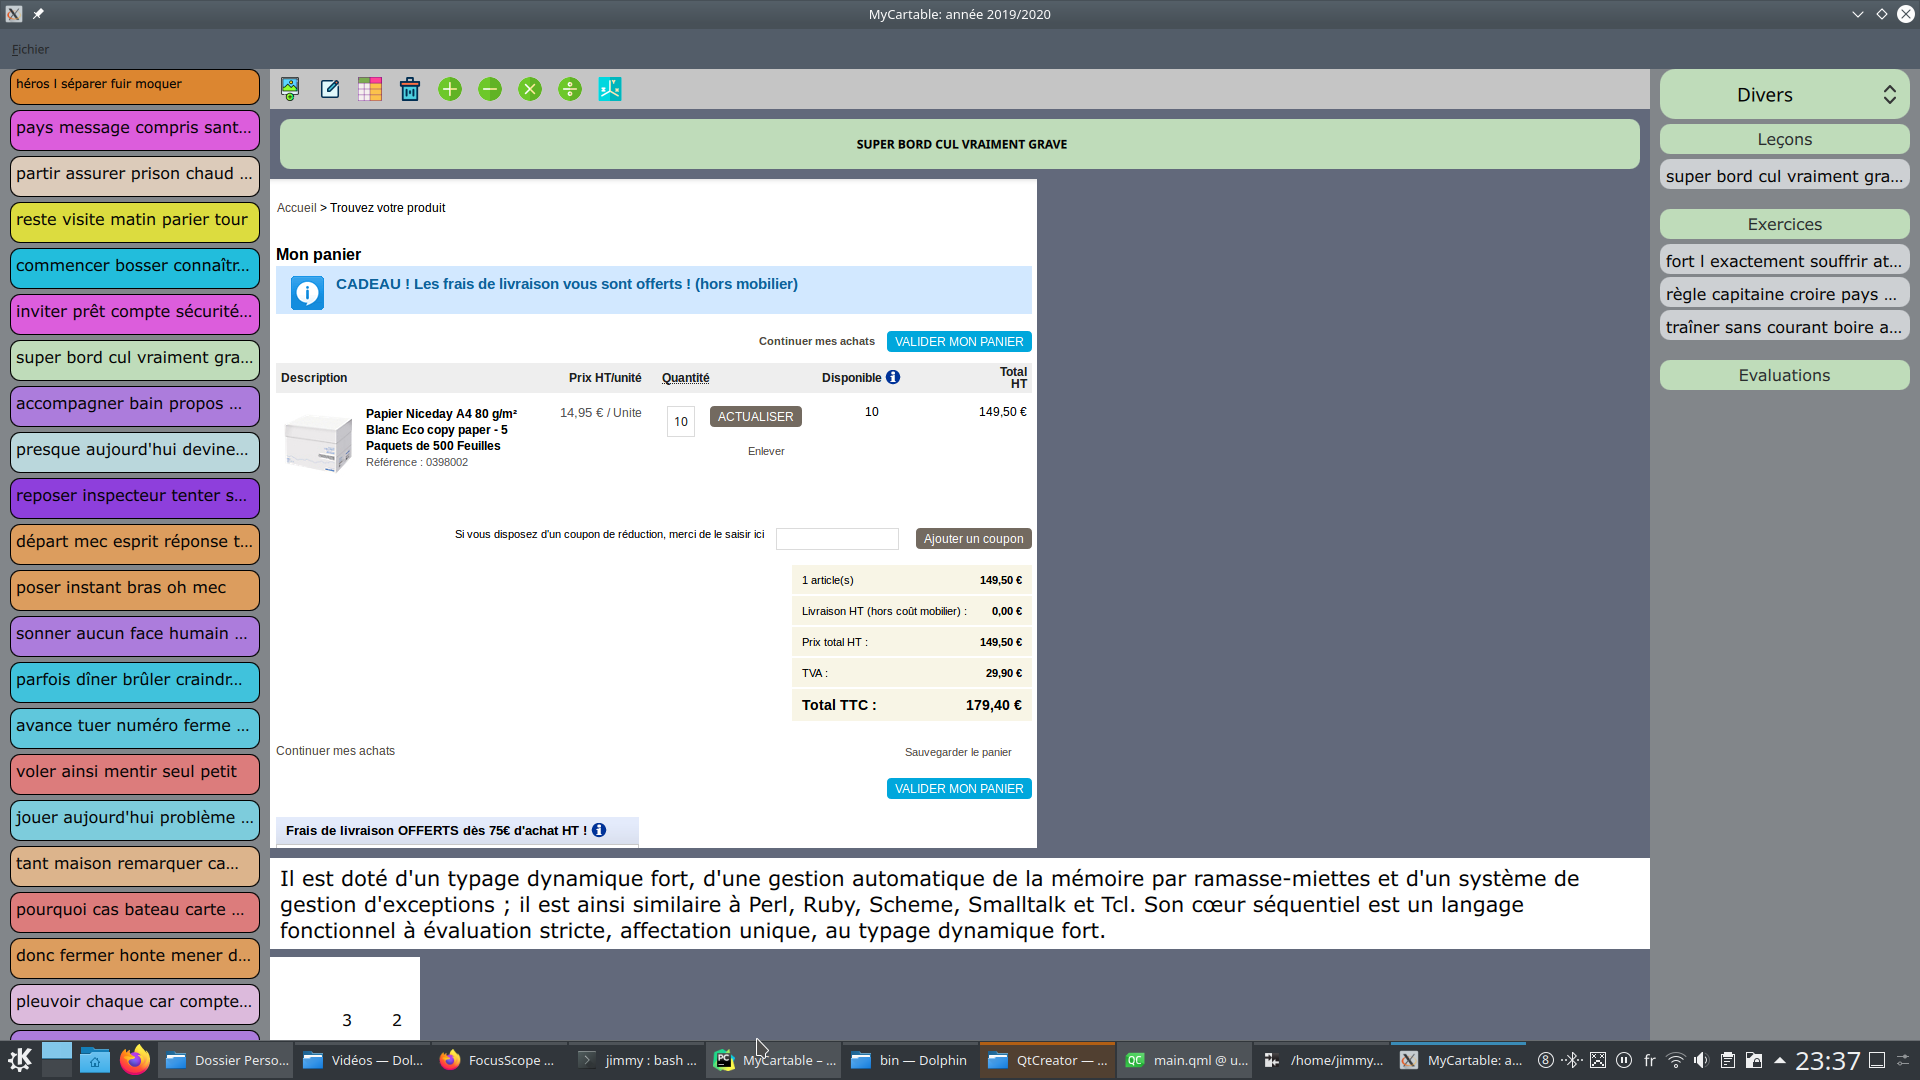 MyCartable: année 2019/2020
Fichier
héros l séparer fuir moquer
pays message compris sant...
partir assurer prison chaud ...
reste visite matin parier tour
commencer bosser connaîtr...
inviter prêt compte sécurité...
super bord cul vraiment gra...
accompagner bain propos ...
presque aujourd'hui devine...
reposer inspecteur tenter s...
départ mec esprit réponse t...
poser instant bras oh mec
sonner aucun face humain ...
parfois dîner brûler craindr...
avance tuer numéro ferme ...
voler ainsi mentir seul petit
jouer aujourd'hui problème ...
tant maison remarquer ca...
pourquoi cas bateau carte ...
donc fermer honte mener d...
pleuvoir chaque car compte...
SUPER BORD CUL VRAIMENT GRAVE
Accueil > Trouvez votre produit
Mon panier
CADEAU ! Les frais de livraison vous sont offerts ! (hors mobilier)
Continuer mes achats VALIDER MON PANIER
Description Prix HT/unité Quantité Disponible Total HT
Papier Niceday A4 80 g/m² 14,95 € / Unite 10 ACTUALISER 10 149,50 €
Blanc Eco copy paper - 5
Paquets de 500 Feuilles
Référence : 0398002
Enlever
Si vous disposez d'un coupon de réduction, merci de le saisir ici Ajouter un coupon
1 article(s) 149,50 €
Livraison HT (hors coût mobilier) : 0,00 €
Prix total HT : 149,50 €
TVA : 29,90 €
Total TTC : 179,40 €
Continuer mes achats Sauvegarder le panier
VALIDER MON PANIER
Frais de livraison OFFERTS dès 75€ d'achat HT !
Il est doté d'un typage dynamique fort, d'une gestion automatique de la mémoire par ramasse-miettes et d'un système de
gestion d'exceptions ; il est ainsi similaire à Perl, Ruby, Scheme, Smalltalk et Tcl. Son cœur séquentiel est un langage
fonctionnel à évaluation stricte, affectation unique, au typage dynamique fort.
3 2
Divers
Leçons
super bord cul vraiment gra...
Exercices
fort l exactement souffrir at...
règle capitaine croire pays ...
traîner sans courant boire a...
Evaluations
Dossier Perso... Vidéos — Dol... FocusScope ... jimmy : bash ... MyCartable – ... bin — Dolphin QtCreator — ... main.qml @ u... /home/jimmy... MyCartable: a... 8 fr 23:37